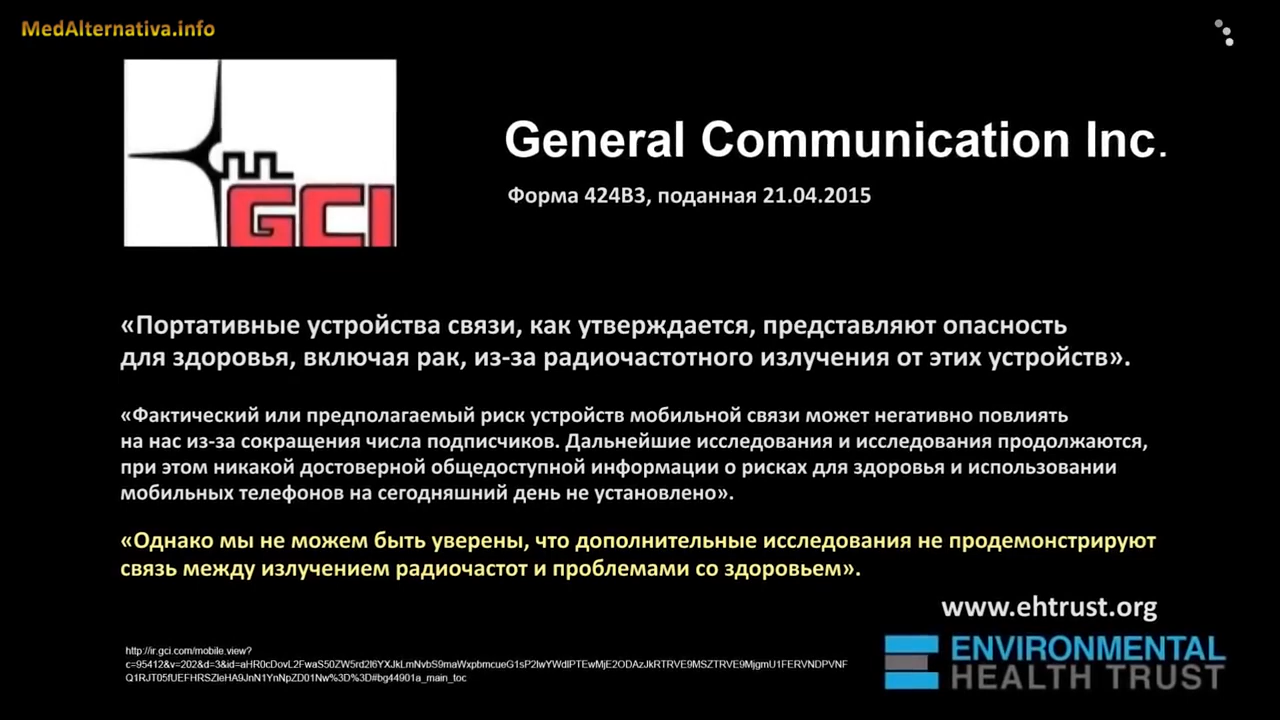 MedAlternativa.info
GCI
General Communication Inc.
Форма 424B3, поданная 21.04.2015
«Портативные устройства связи, как утверждается, представляют опасность
для здоровья, включая рак, из-за радиочастотного излучения от этих устройств».
«Фактический или предполагаемый риск устройств мобильной связи может негативно повлиять
на нас из-за сокращения числа подписчиков. Дальнейшие исследования и исследования продолжаются,
при этом никакой достоверной общедоступной информации о рисках для здоровья и использовании
мобильных телефонов на сегодняшний день не установлено».
«Однако мы не можем быть уверены, что дополнительные исследования не продемонстрируют
связь между излучением радиочастот и проблемами со здоровьем».
www.ehtrust.org
ENVIRONMENTAL
HEALTH TRUST
http://ir.gci.com/mobile.view?